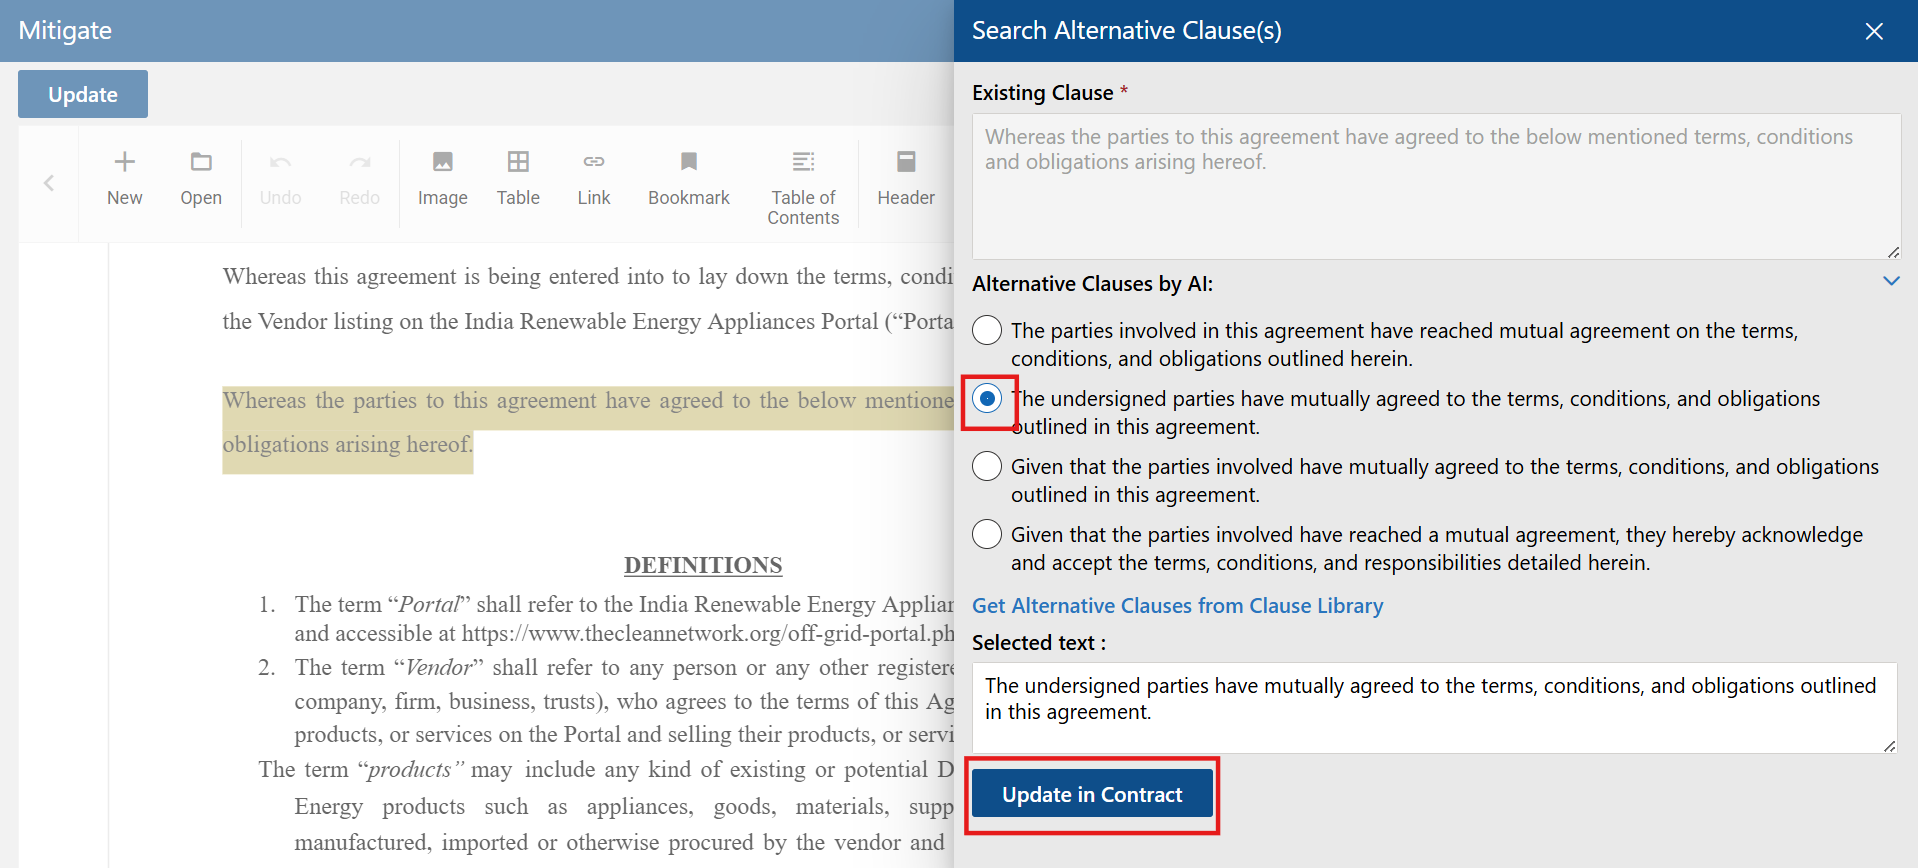 Mitigate
Update
New
Open
Undo
Redo
Image
Table
Link
Bookmark
Table of
Contents
Header
Whereas this agreement is being entered into to lay down the terms, condi
the Vendor listing on the India Renewable Energy Appliances Portal (“Porta
Whereas the parties to this agreement have agreed to the below mentione
obligations arising hereof.
DEFINITIONS
1. The term “Portal” shall refer to the India Renewable Energy Applian
and accessible at https://www.thecleannetwork.org/off-grid-portal.ph
2. The term “Vendor” shall refer to any person or any other registere
company, firm, business, trusts), who agrees to the terms of this Ag
products, or services on the Portal and selling their products, or servi
The term “products” may include any kind of existing or potential D
Energy products such as appliances, goods, materials, supp
manufactured, imported or otherwise procured by the vendor and
Search Alternative Clause(s)
Existing Clause *
Whereas the parties to this agreement have agreed to the below mentioned terms, conditions
and obligations arising hereof.
Alternative Clauses by AI:
The parties involved in this agreement have reached mutual agreement on the terms,
conditions, and obligations outlined herein.
The undersigned parties have mutually agreed to the terms, conditions, and obligations
outlined in this agreement.
Given that the parties involved have mutually agreed to the terms, conditions, and obligations
outlined in this agreement.
Given that the parties involved have reached a mutual agreement, they hereby acknowledge
and accept the terms, conditions, and responsibilities detailed herein.
Get Alternative Clauses from Clause Library
Selected text :
The undersigned parties have mutually agreed to the terms, conditions, and obligations outlined
in this agreement.
Update in Contract